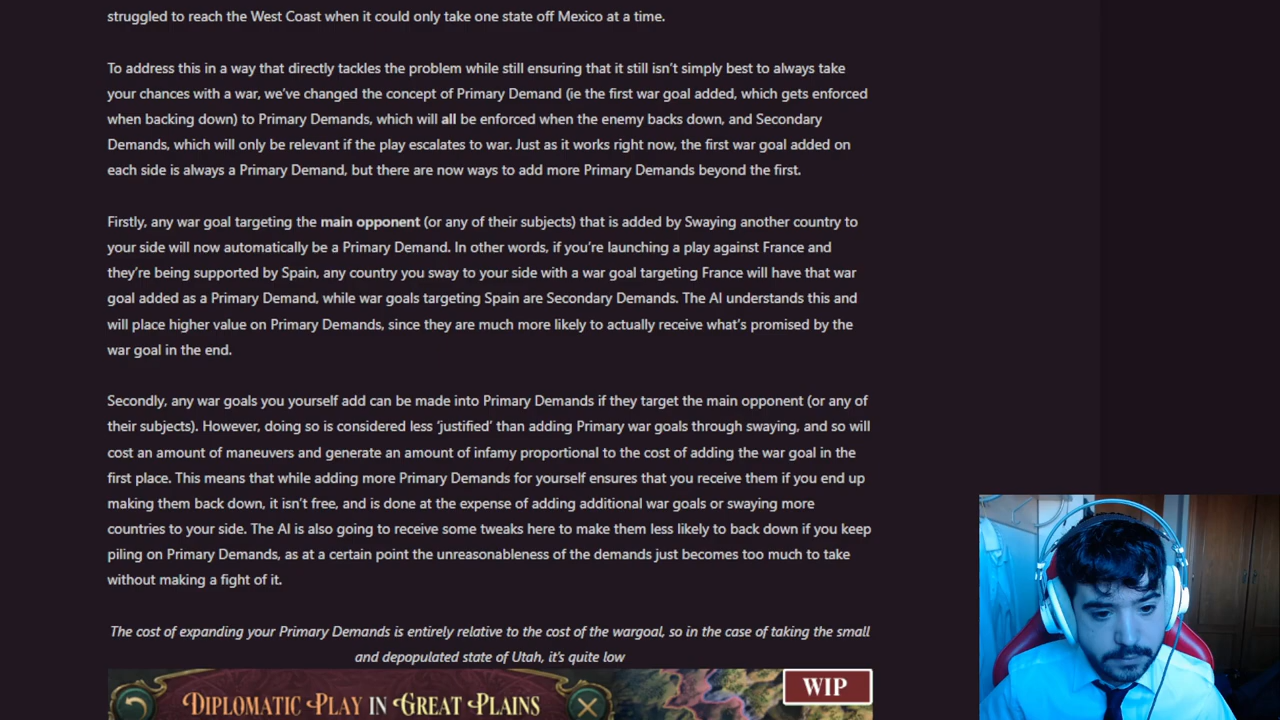 struggled to reach the West Coast when it could only take one state off Mexico at a time.
To address this in a way that directly tackles the problem while still ensuring that it still isn't simply best to always take
your chances with a war, we've changed the concept of Primary Demand (ie the first war goal added, which gets enforced
when backing down) to Primary Demands, which will all be enforced when the enemy backs down, and Secondary
Demands, which will only be relevant if the play escalates to war. Just as it works right now, the first war goal added on
each side is always a Primary Demand, but there are now ways to add more Primary Demands beyond the first.
Firstly, any war goal targeting the main opponent (or any of their subjects) that is added by Swaying another country to
your side will now automatically be a Primary Demand. In other words, if you're launching a play against France and
they're being supported by Spain, any country you sway to your side with a war goal targeting France will have that war
goal added as a Primary Demand, while war goals targeting Spain are Secondary Demands. The AI understands this and
will place higher value on Primary Demands, since they are much more likely to actually receive what's promised by the
war goal in the end.
Secondly, any war goals you yourself add can be made into Primary Demands if they target the main opponent (or any of
their subjects). However, doing so is considered less 'justified' than adding Primary war goals through swaying, and so will
cost an amount of maneuvers and generate an amount of infamy proportional to the cost of adding the war goal in the
first place. This means that while adding more Primary Demands for yourself ensures that you receive them if you end up
making them back down, it isn't free, and is done at the expense of adding additional war goals or swaying more
countries to your side. The AI is also going to receive some tweaks here to make them less likely to back down if you keep
piling on Primary Demands, as at a certain point the unreasonableness of the demands just becomes too much to take
without making a fight of it.
The cost of expanding your Primary Demands is entirely relative to the cost of the wargoal, so in the case of taking the small
and depopulated state of Utah, it's quite low
DIPLOMATIC PLAY IN GREAT PLAINS
WIP